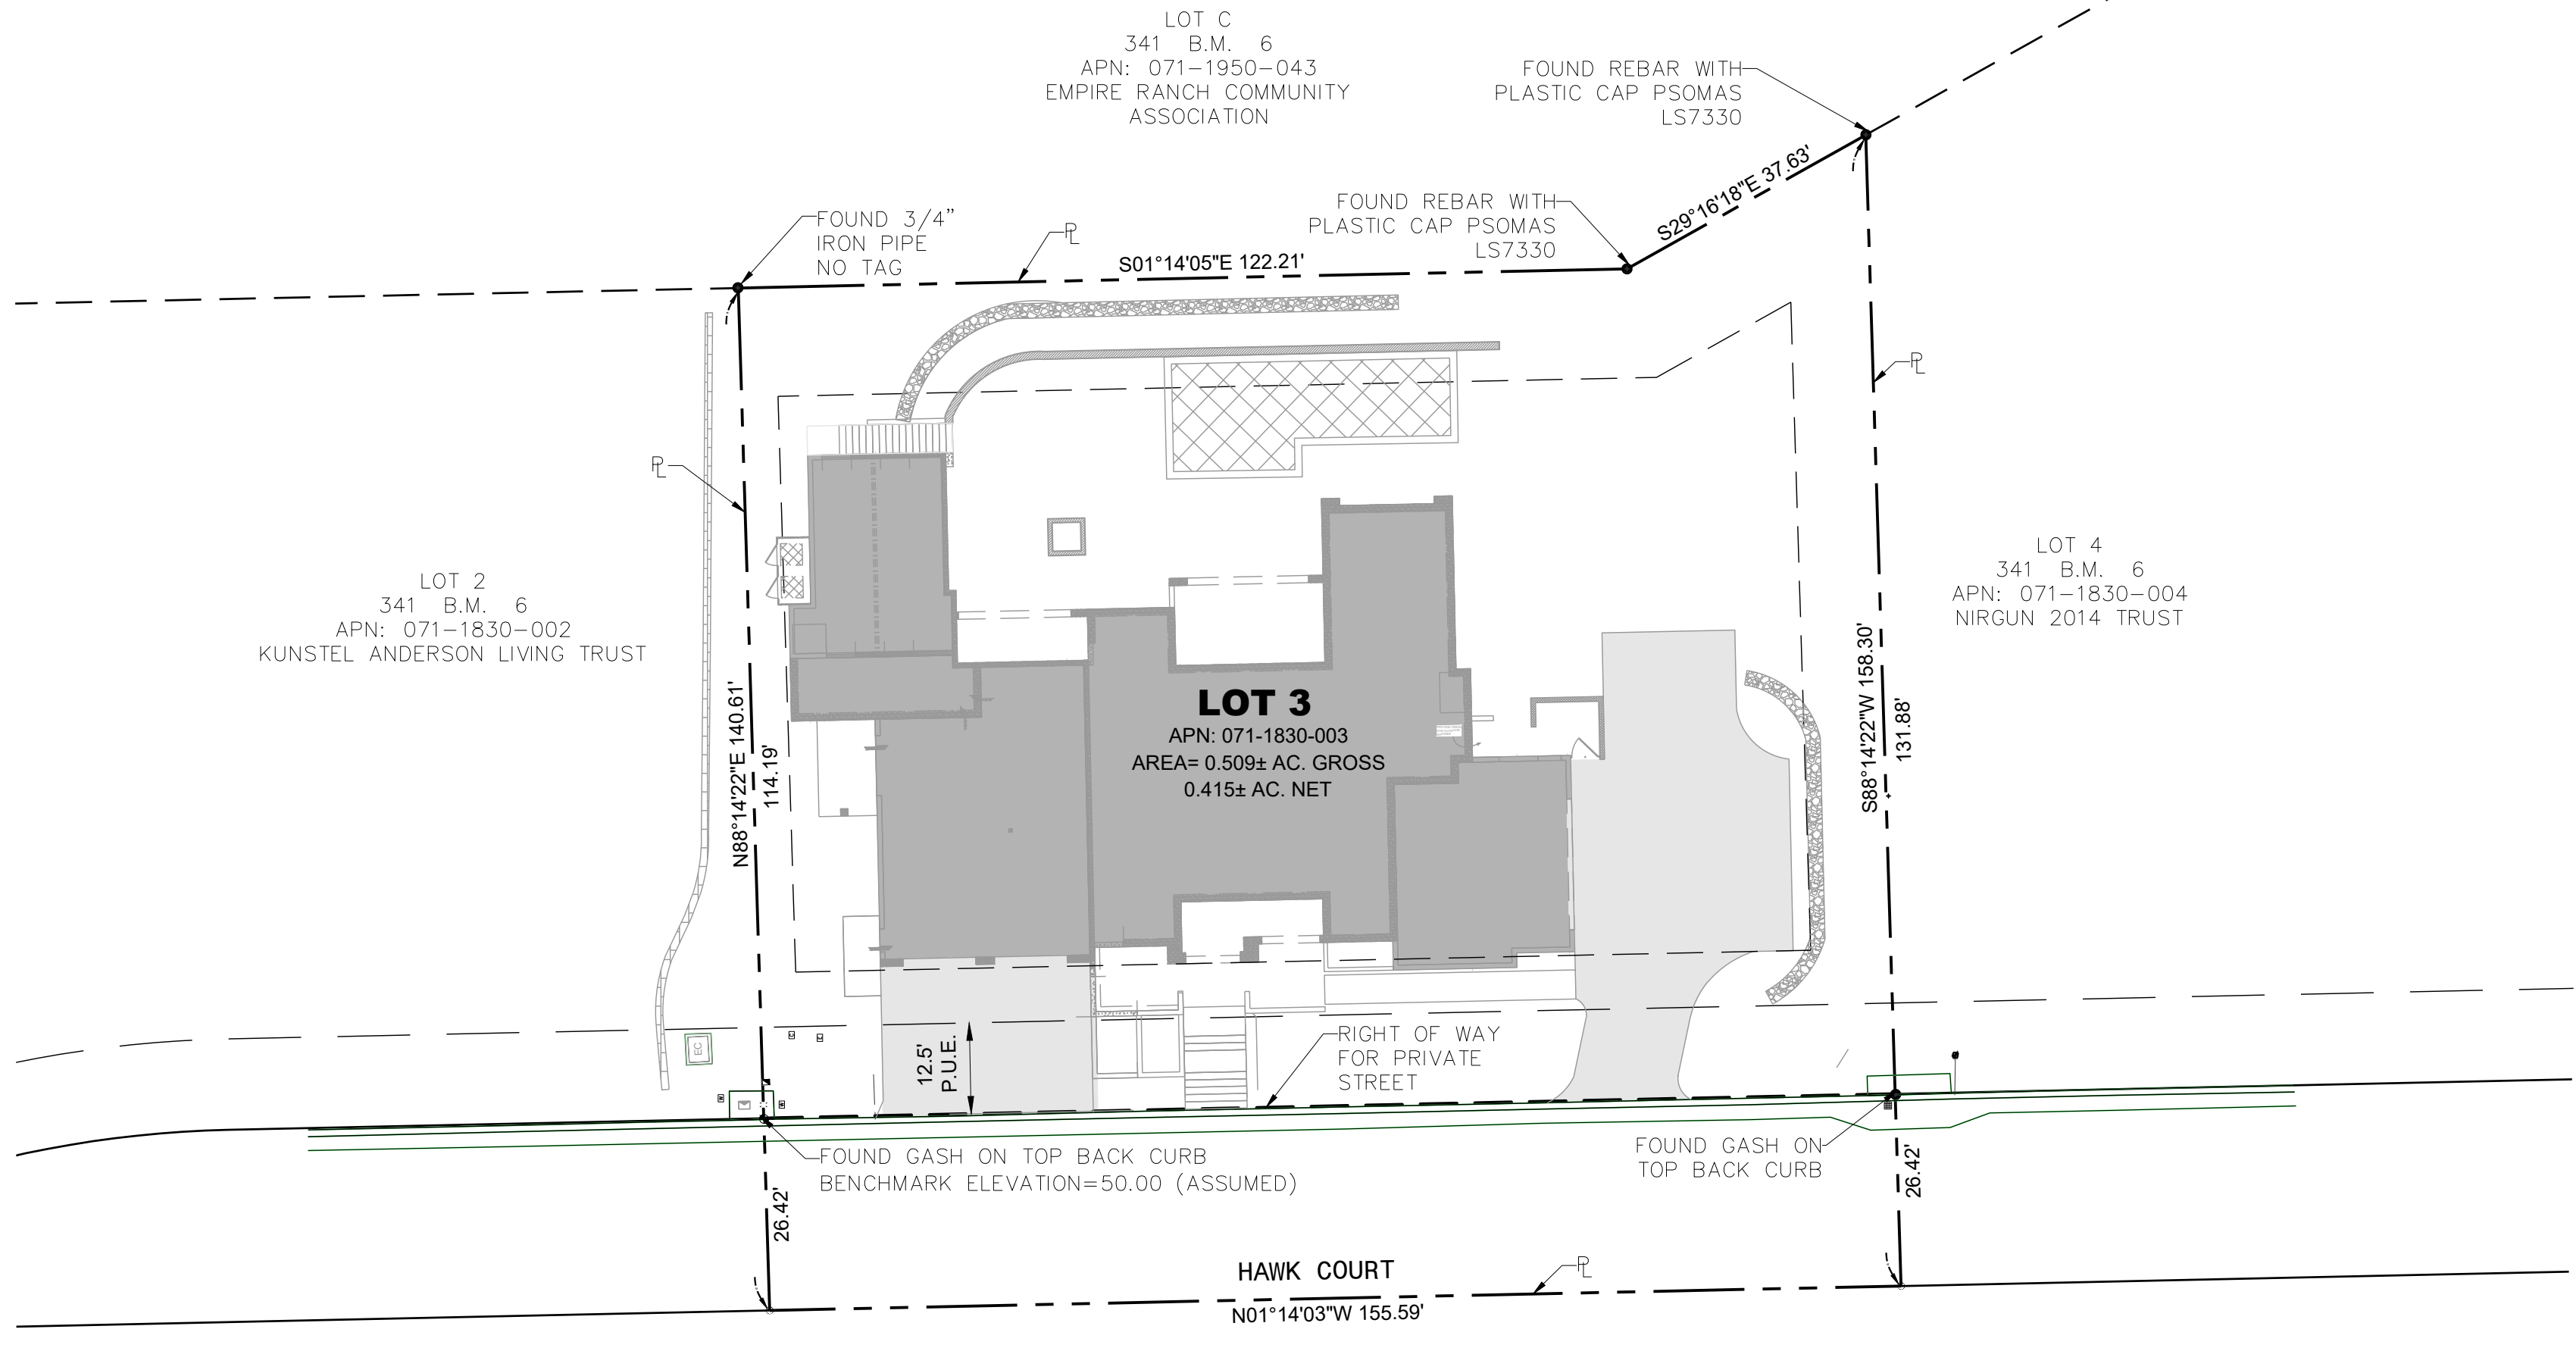 LOT C
341 B.M. 6
APN: 071-1950-043
EMPIRE RANCH COMMUNITY
ASSOCIATION
FOUND REBAR WITH
PLASTIC CAP PSOMAS
LS7330
FOUND REBAR WITH
PLASTIC CAP PSOMAS
LS7330
S29°16'18"E 37.63'
FOUND 3/4"
IRON PIPE
NO TAG
PL
S01°14'05"E 122.21'
PL
PL
LOT 2
341 B.M. 6
APN: 071-1830-002
KUNSTEL ANDERSON LIVING TRUST
LOT 4
341 B.M. 6
APN: 071-1830-004
NIRGUN 2014 TRUST
N88°14'22"E 140.61'
114.19'
LOT 3
APN: 071-1830-003
AREA= 0.509± AC. GROSS
0.415± AC. NET
S88°14'22"W 158.30'
131.88'
EC
12.5'
P.U.E.
RIGHT OF WAY
FOR PRIVATE
STREET
FOUND GASH ON TOP BACK CURB
BENCHMARK ELEVATION=50.00 (ASSUMED)
FOUND GASH ON
TOP BACK CURB
26.42'
26.42'
HAWK COURT
PL
N01°14'03"W 155.59'